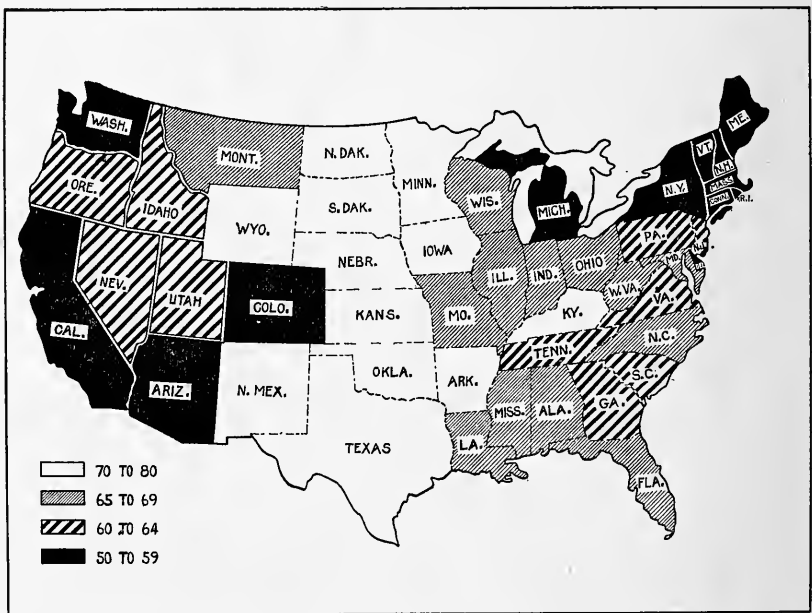 WASH.
ME.
MONT.
N.DAK.
VT.
N.H.
ORE.
IDAHO
MINN.
WIS.
MICH.
N.Y.
MASS.
CONN.
R.I.
S.DAK.
WYO.
IOWA
PA.
N.J.
NEBR.
ILL.
IND.
OHIO
MD.
DEL.
NEV.
UTAH
COLO.
KANS.
MO.
W.VA.
VA.
KY.
CAL.
ARIZ.
N. MEX.
OKLA.
ARK.
TENN.
N.C.
S.C.
MISS.
ALA.
GA.
TEXAS
LA.
FLA.
70 TO 80
65 TO 69
60 TO 64
50 TO 59